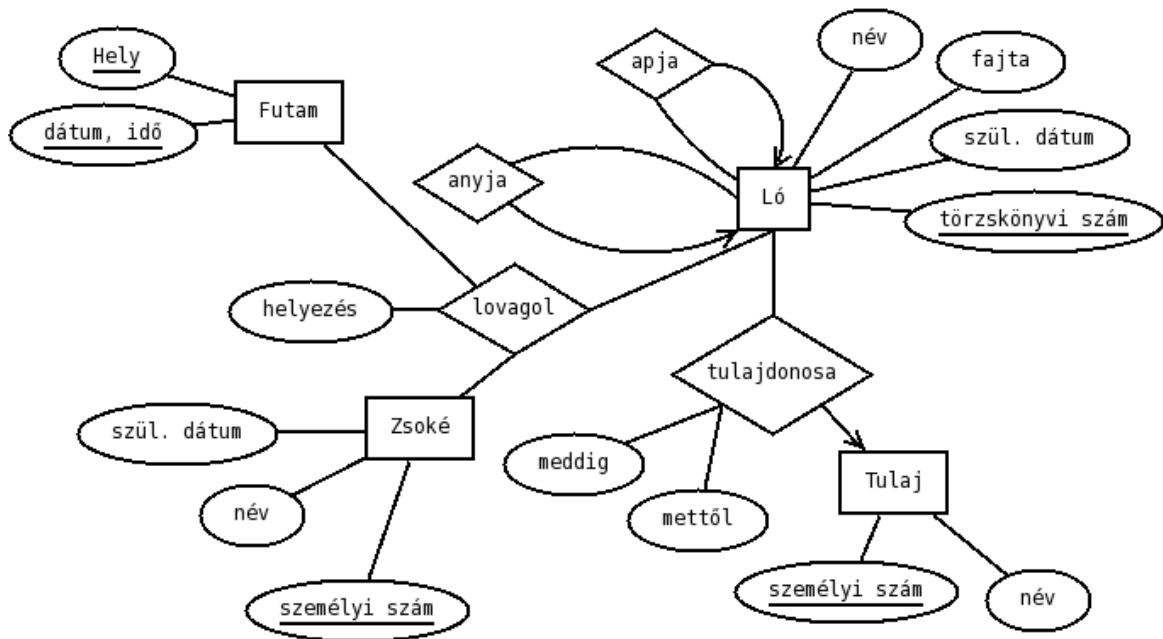 Hely
dátum, idő
Futam
apja
név
fajta
szül. dátum
törzskönyvi szám
Ló
anyja
helyezés
lovagol
szül. dátum
Zsoké
név
személyi szám
tulajdonosa
meddig
mettől
Tulaj
személyi szám
név